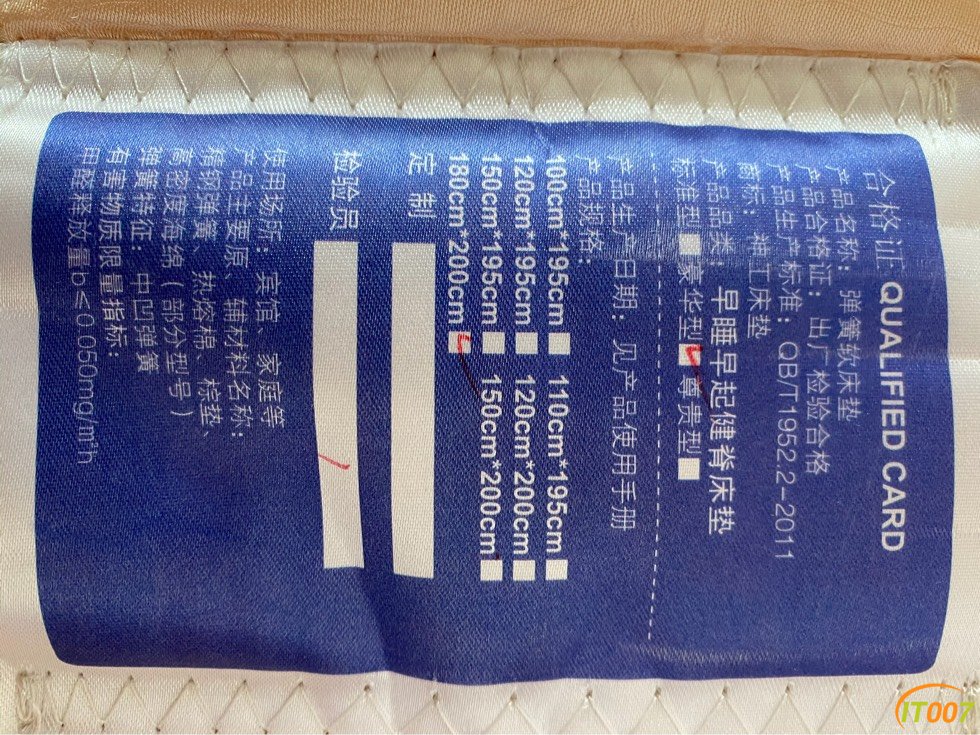 合格证 QUALIFIED CARD
产品名称：弹簧软床垫
产品合格证：出厂检验合格
产品生产标准：QB/T1952.2-2011
商标：袖江床垫
产品品类：早睡早起健脊床垫
标准型 豪华型 尊贵型
产品生产日期：见产品使用手册
产品规格：
100cm*195cm 110cm*195cm
120cm*195cm 120cm*200cm
150cm*195cm 150cm*200cm
180cm*200cm
定制
检验员
使用场所：宾馆、家庭等
产品主要原、辅材料名称：
精钢弹簧、热熔棉、棕垫、
高密度海绵（部分型号）
弹簧特征：中凹弹簧
有害物质限量指标：
甲醛释放量b≤0.050mg/m²h
IT007